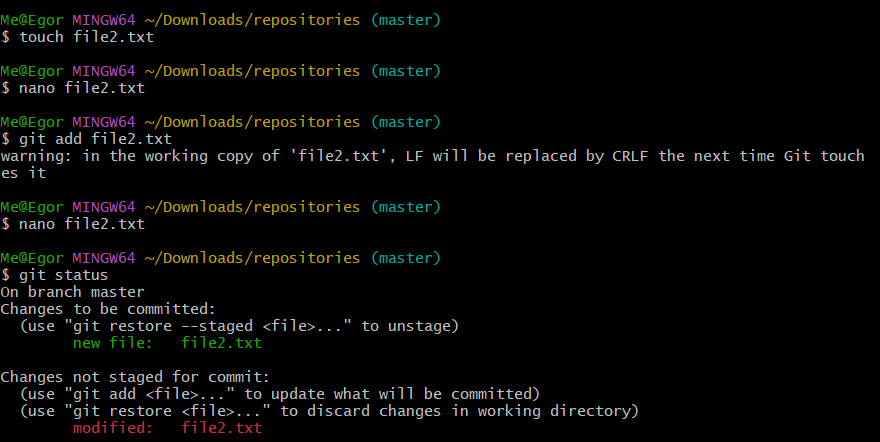 Me@Egor MINGW64 ~/Downloads/repositories (master)
$ touch file2.txt
Me@Egor MINGW64 ~/Downloads/repositories (master)
$ nano file2.txt
Me@Egor MINGW64 ~/Downloads/repositories (master)
$ git add file2.txt
warning: in the working copy of 'file2.txt', LF will be replaced by CRLF the next time Git touch
es it
Me@Egor MINGW64 ~/Downloads/repositories (master)
$ nano file2.txt
Me@Egor MINGW64 ~/Downloads/repositories (master)
$ git status
On branch master
Changes to be committed:
  (use "git restore --staged <file>..." to unstage)
        new file:   file2.txt
Changes not staged for commit:
  (use "git add <file>..." to update what will be committed)
  (use "git restore <file>..." to discard changes in working directory)
        modified:   file2.txt